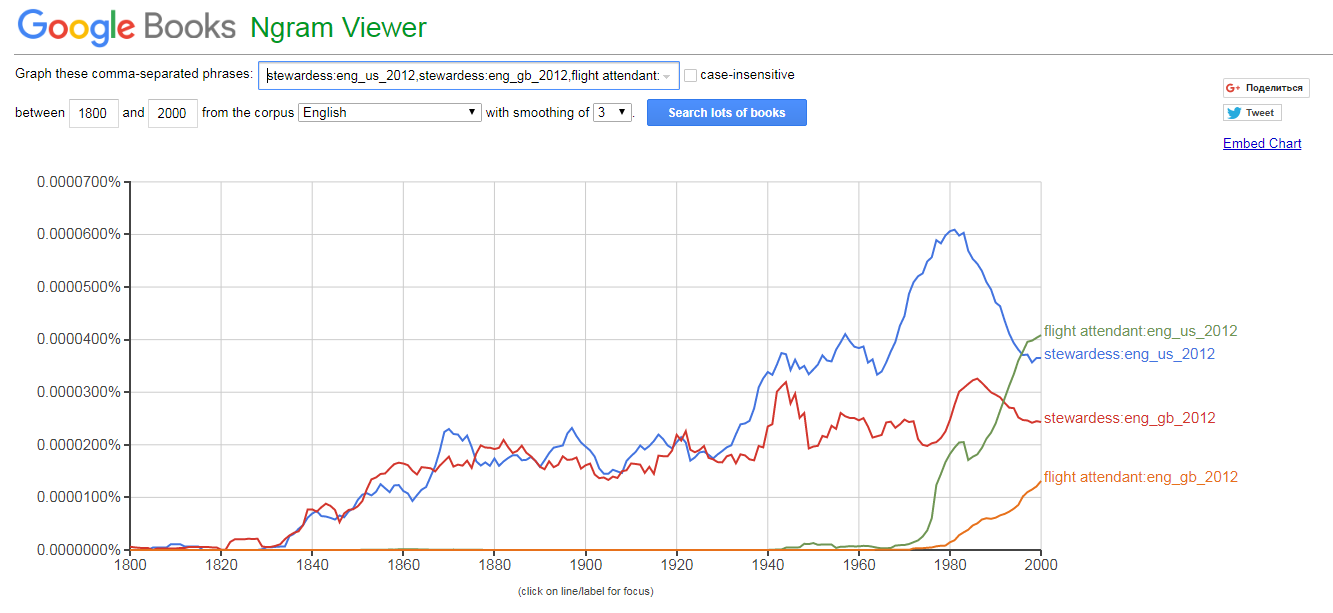 Google Books Ngram Viewer
Graph these comma-separated phrases: stewardess:eng_us_2012,stewardess:eng_gb_2012,flight attendant: case-insensitive
between 1800 and 2000 from the corpus English with smoothing of 3 . Search lots of books
G+ Поделиться
Tweet
Embed Chart
0.0000700%
0.0000600%
0.0000500%
0.0000400%
0.0000300%
0.0000200%
0.0000100%
0.0000000%
flight attendant:eng_us_2012
stewardess:eng_us_2012
stewardess:eng_gb_2012
flight attendant:eng_gb_2012
1800 1820 1840 1860 1880 1900 1920 1940 1960 1980 2000
(click on line/label for focus)